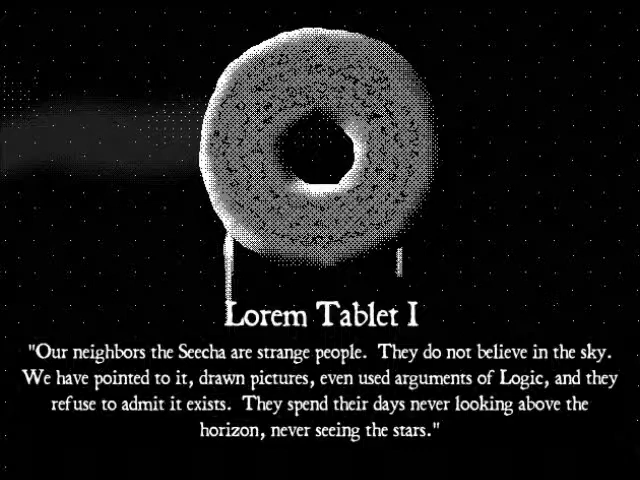 Lorem Tablet I
"Our neighbors the Seecha are strange people. They do not believe in the sky.
We have pointed to it, drawn pictures, even used arguments of Logic, and they
refuse to admit it exists. They spend their days never looking above the
horizon, never seeing the stars."